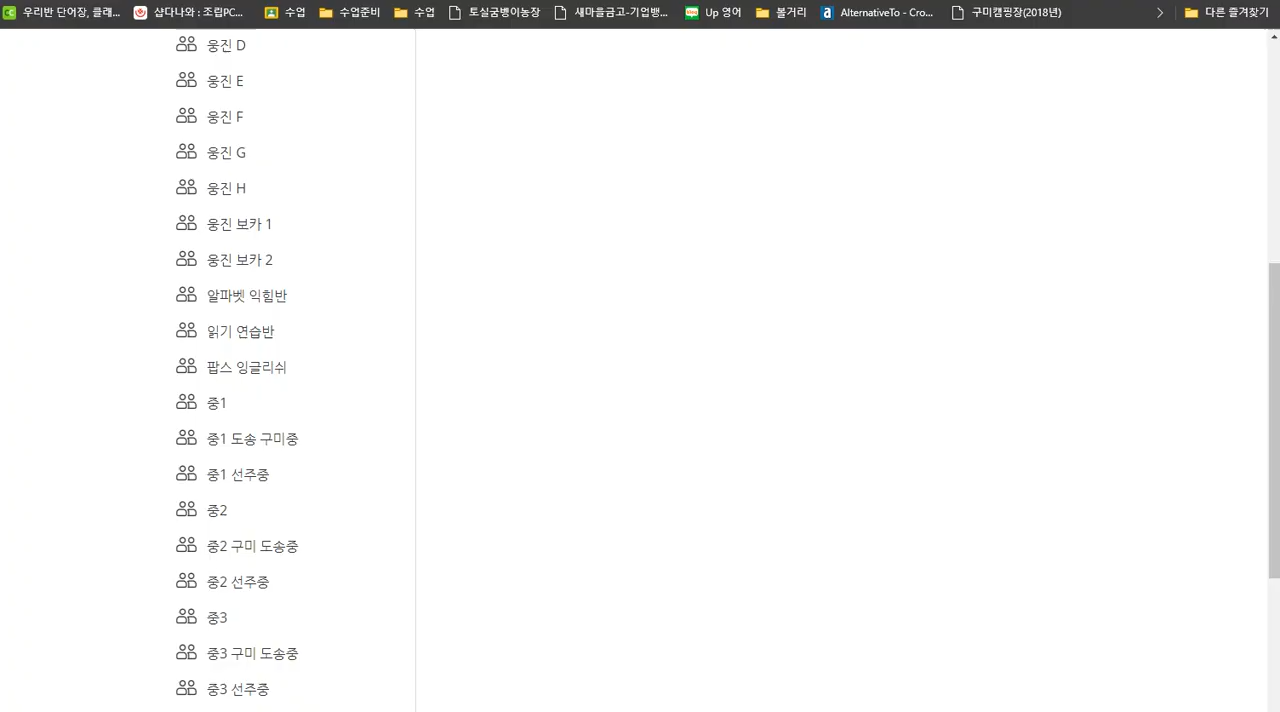 우리반 단어장, 클래... 샵다나와 : 조립PC... 수업 수업준비 수업 토실굼벵이농장 새마을금고-기업뱅... Up 영어 볼거리 AlternativeTo - Cro... 구미캠핑장(2018년) 다른 즐겨찾기
웅진 D
웅진 E
웅진 F
웅진 G
웅진 H
웅진 보카 1
웅진 보카 2
알파벳 익힘반
읽기 연습반
팝스 잉글리쉬
중1
중1 도송 구미중
중1 선주중
중2
중2 구미 도송중
중2 선주중
중3
중3 구미 도송중
중3 선주중